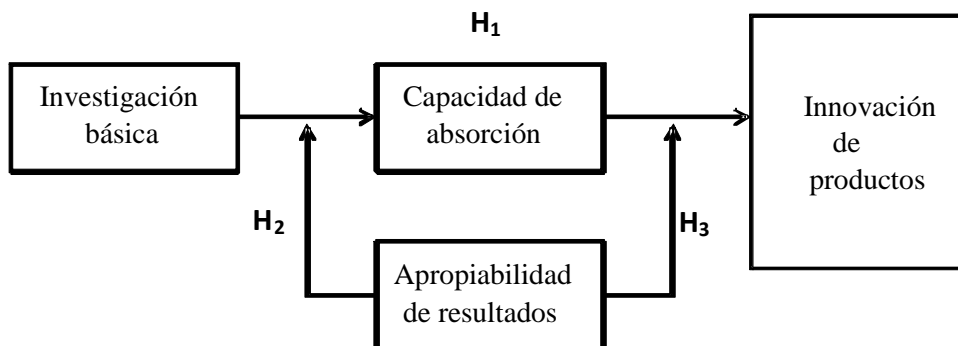 H₁
Investigación
básica
Capacidad de
absorción
Innovación
de
productos
H₂
H₃
Apropiabilidad
de resultados